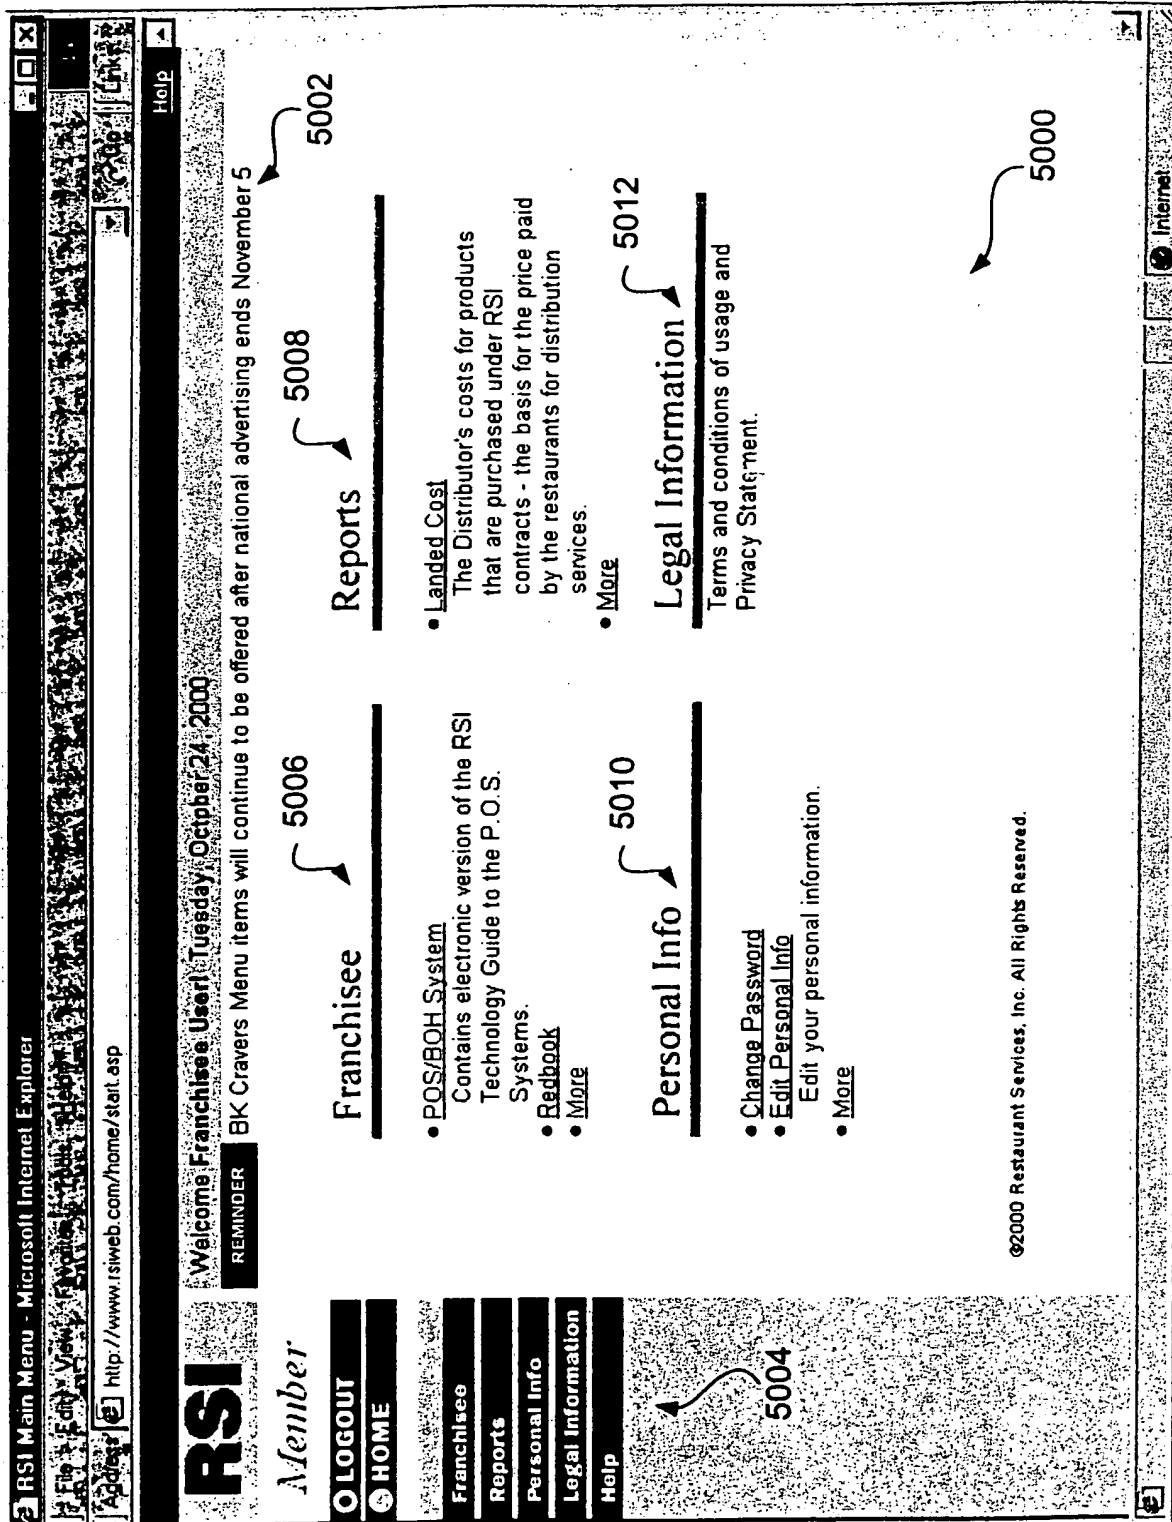 RSI Main Menu - Microsoft Internet Explorer
File Edit View Favorites Tools Help
Address http://www.rsiweb.com/home/start.asp
Go Links
Help
RSI
Welcome Franchisee User! Tuesday, October 24, 2000
REMINDER BK Cravers Menu items will continue to be offered after national advertising ends November 5
5002
Member
LOGOUT
HOME
Franchisee
Reports
Personal Info
Legal Information
Help
5004
Franchisee
5006
• POS/BOH System
Contains electronic version of the RSI
Technology Guide to the P.O.S.
Systems.
• Redbook
• More
Reports
5008
• Landed Cost
The Distributor's costs for products
that are purchased under RSI
contracts - the basis for the price paid
by the restaurants for distribution
services.
• More
Personal Info
5010
• Change Password
• Edit Personal Info
Edit your personal information.
• More
Legal Information
5012
Terms and conditions of usage and
Privacy Statement.
5000
©2000 Restaurant Services, Inc. All Rights Reserved.
Internet